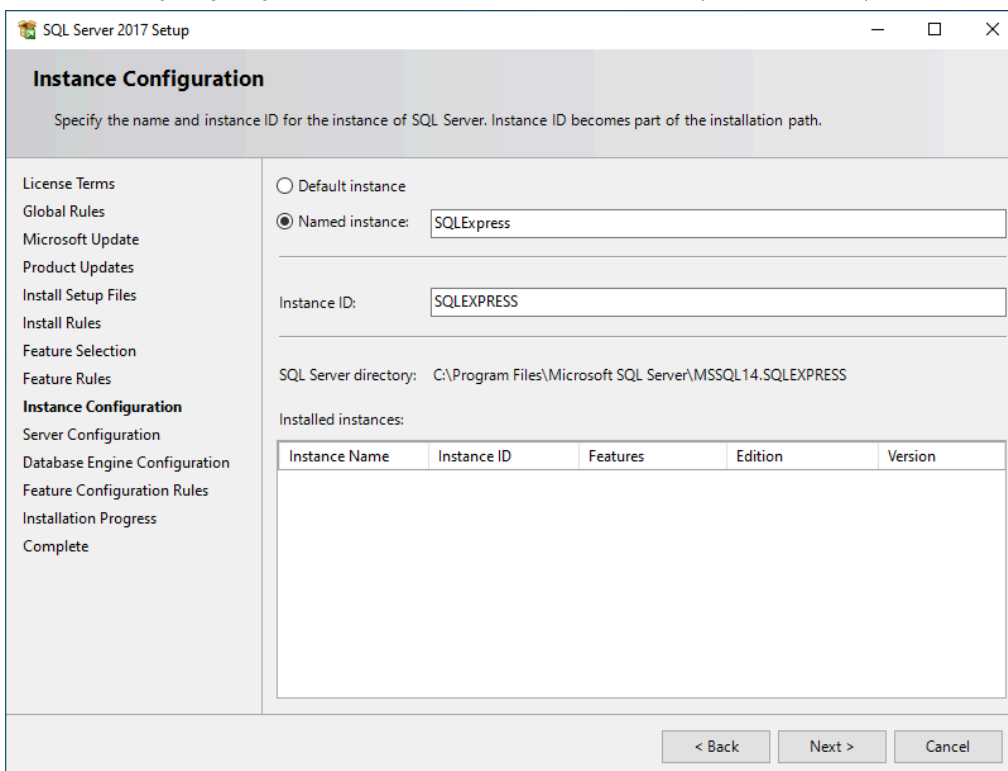 SQL Server 2017 Setup
Instance Configuration
Specify the name and instance ID for the instance of SQL Server. Instance ID becomes part of the installation path.
License Terms
Global Rules
Microsoft Update
Product Updates
Install Setup Files
Install Rules
Feature Selection
Feature Rules
Instance Configuration
Server Configuration
Database Engine Configuration
Feature Configuration Rules
Installation Progress
Complete
Default instance
Named instance: SQLExpress
Instance ID: SQLEXPRESS
SQL Server directory: C:\Program Files\Microsoft SQL Server\MSSQL14.SQLEXPRESS
Installed instances:
Instance Name Instance ID Features Edition Version
< Back Next > Cancel